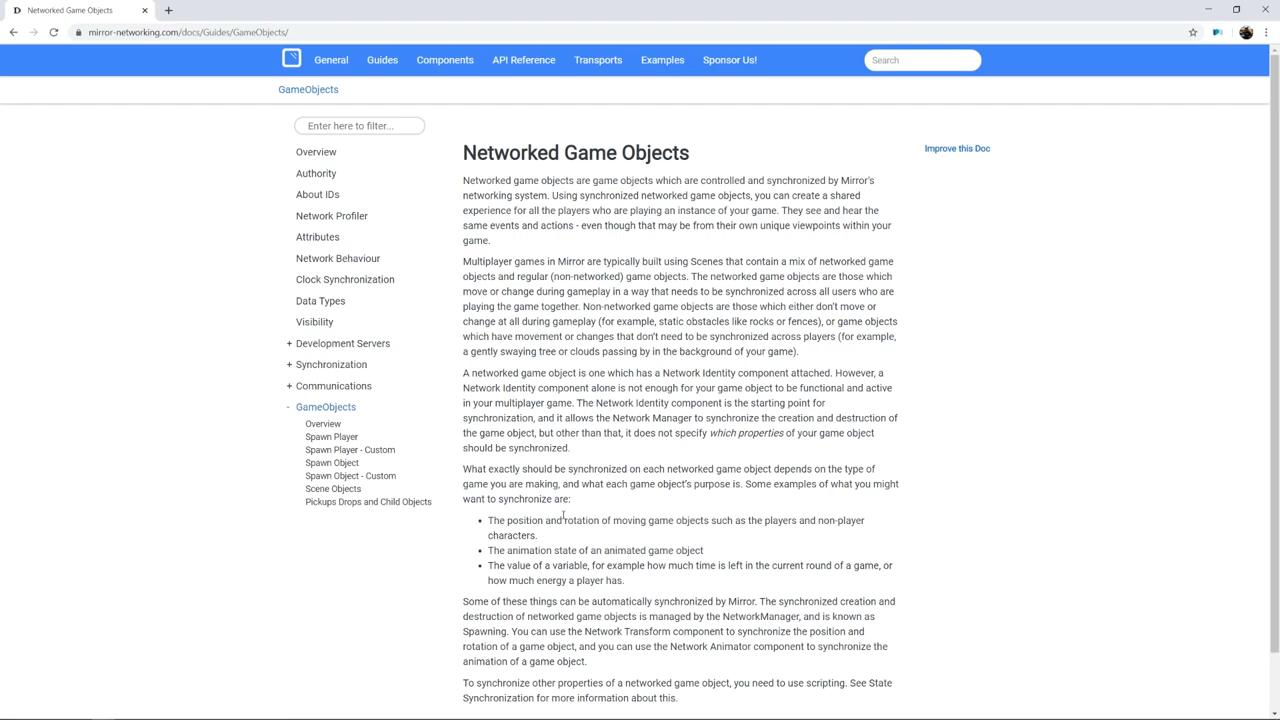 Networked Game Objects
mirror-networking.com/docs/Guides/GameObjects/
General Guides Components API Reference Transports Examples Sponsor Us!
Search
GameObjects
Enter here to filter...
Overview
Authority
About IDs
Network Profiler
Attributes
Network Behaviour
Clock Synchronization
Data Types
Visibility
+ Development Servers
+ Synchronization
+ Communications
- GameObjects
Overview
Spawn Player
Spawn Player - Custom
Spawn Object
Spawn Object - Custom
Scene Objects
Pickups Drops and Child Objects
Networked Game Objects
Networked game objects are game objects which are controlled and synchronized by Mirror's
networking system. Using synchronized networked game objects, you can create a shared
experience for all the players who are playing an instance of your game. They see and hear the
same events and actions - even though that may be from their own unique viewpoints within your
game.
Multiplayer games in Mirror are typically built using Scenes that contain a mix of networked game
objects and regular (non-networked) game objects. The networked game objects are those which
move or change during gameplay in a way that needs to be synchronized across all users who are
playing the game together. Non-networked game objects are those which either don't move or
change at all during gameplay (for example, static obstacles like rocks or fences), or game objects
which have movement or changes that don't need to be synchronized across players (for example,
a gently swaying tree or clouds passing by in the background of your game).
A networked game object is one which has a Network Identity component attached. However, a
Network Identity component alone is not enough for your game object to be functional and active
in your multiplayer game. The Network Identity component is the starting point for
synchronization, and it allows the Network Manager to synchronize the creation and destruction of
the game object, but other than that, it does not specify which properties of your game object
should be synchronized.
What exactly should be synchronized on each networked game object depends on the type of
game you are making, and what each game object's purpose is. Some examples of what you might
want to synchronize are:
• The position and rotation of moving game objects such as the players and non-player
characters.
• The animation state of an animated game object
• The value of a variable, for example how much time is left in the current round of a game, or
how much energy a player has.
Some of these things can be automatically synchronized by Mirror. The synchronized creation and
destruction of networked game objects is managed by the NetworkManager, and is known as
Spawning. You can use the Network Transform component to synchronize the position and
rotation of a game object, and you can use the Network Animator component to synchronize the
animation of a game object.
To synchronize other properties of a networked game object, you need to use scripting. See State
Synchronization for more information about this.
Improve this Doc